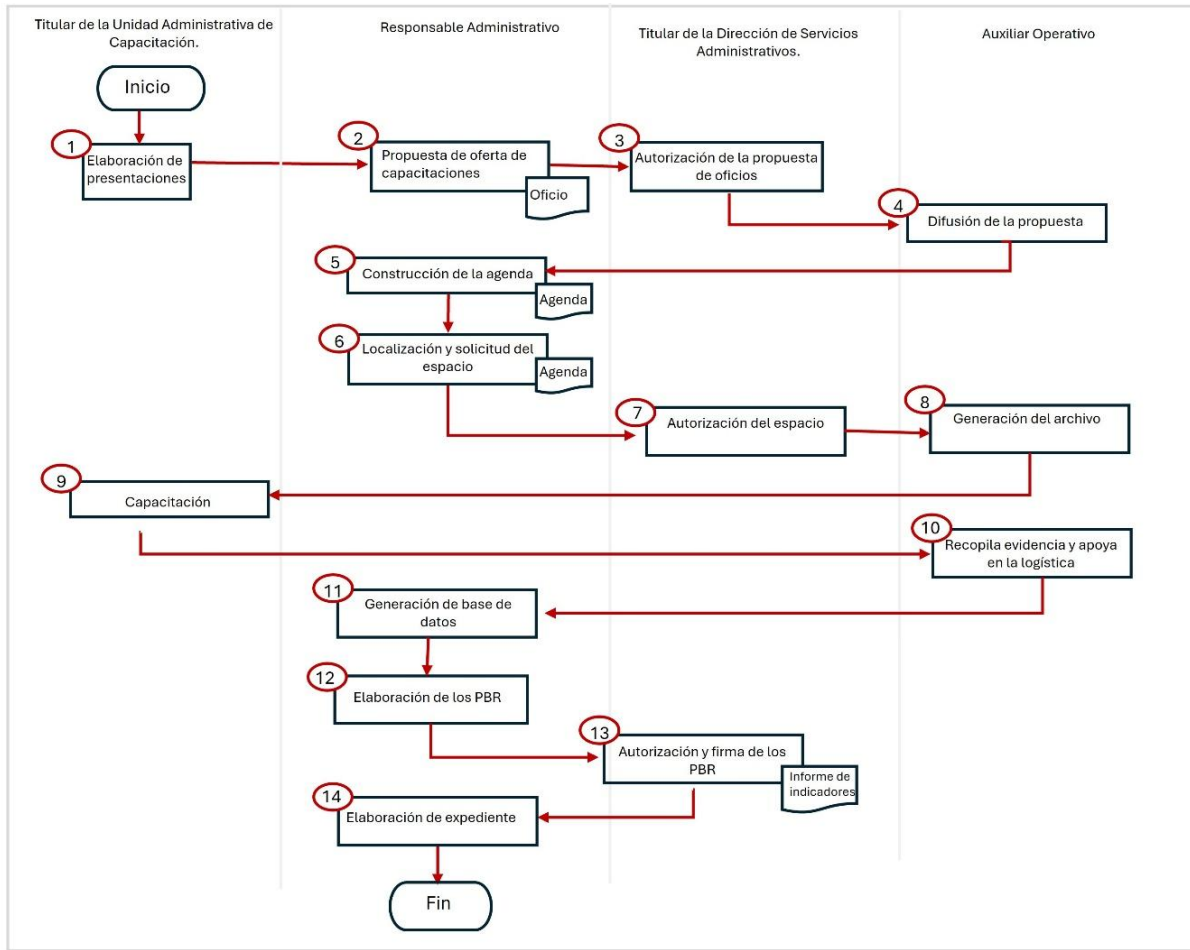 Titular de la Unidad Administrativa de
Capacitación.
Responsable Administrativo
Titular de la Dirección de Servicios
Administrativos.
Auxiliar Operativo
Inicio
1
Elaboración de
presentaciones
2
Propuesta de oferta de
capacitaciones
Oficio
3
Autorización de la propuesta
de oficios
4
Difusión de la propuesta
5
Construcción de la agenda
Agenda
6
Localización y solicitud del
espacio
Agenda
7
Autorización del espacio
8
Generación del archivo
9
Capacitación
10
Recopila evidencia y apoya
en la logística
11
Generación de base de
datos
12
Elaboración de los PBR
13
Autorización y firma de los
PBR
Informe de
indicadores
14
Elaboración de expediente
Fin